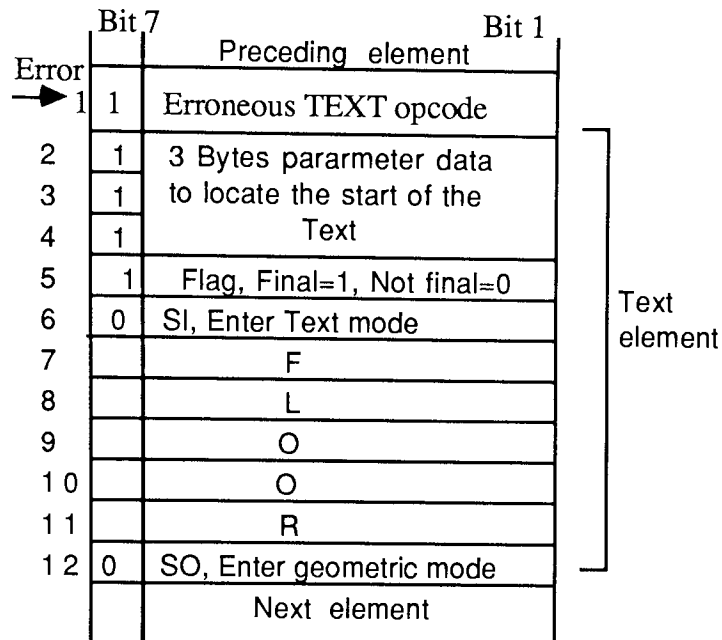 Bit 7 Bit 1
Preceding element
Error
1 1 Erroneous TEXT opcode
2 1 3 Bytes pararmeter data
3 1 to locate the start of the
4 1 Text
5 1 Flag, Final=1, Not final=0
6 0 SI, Enter Text mode
7 F
8 L
9 O
10 O
11 R
12 0 SO, Enter geometric mode
Next element
Text
element